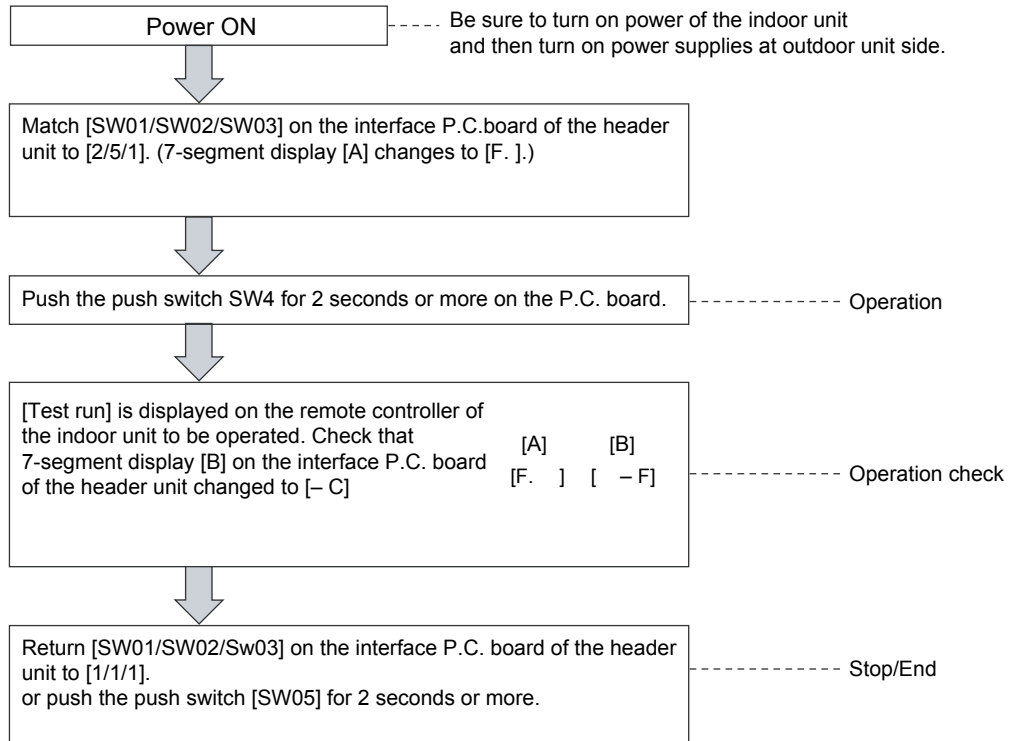 Power ON
Be sure to turn on power of the indoor unit
and then turn on power supplies at outdoor unit side.
Match [SW01/SW02/SW03] on the interface P.C.board of the header
unit to [2/5/1]. (7-segment display [A] changes to [F. ].)
Push the push switch SW4 for 2 seconds or more on the P.C. board.
Operation
[Test run] is displayed on the remote controller of
the indoor unit to be operated. Check that
7-segment display [B] on the interface P.C. board
of the header unit changed to [– C]
[A] [B]
[F. ] [ – F]
Operation check
Return [SW01/SW02/Sw03] on the interface P.C. board of the header
unit to [1/1/1].
or push the push switch [SW05] for 2 seconds or more.
Stop/End